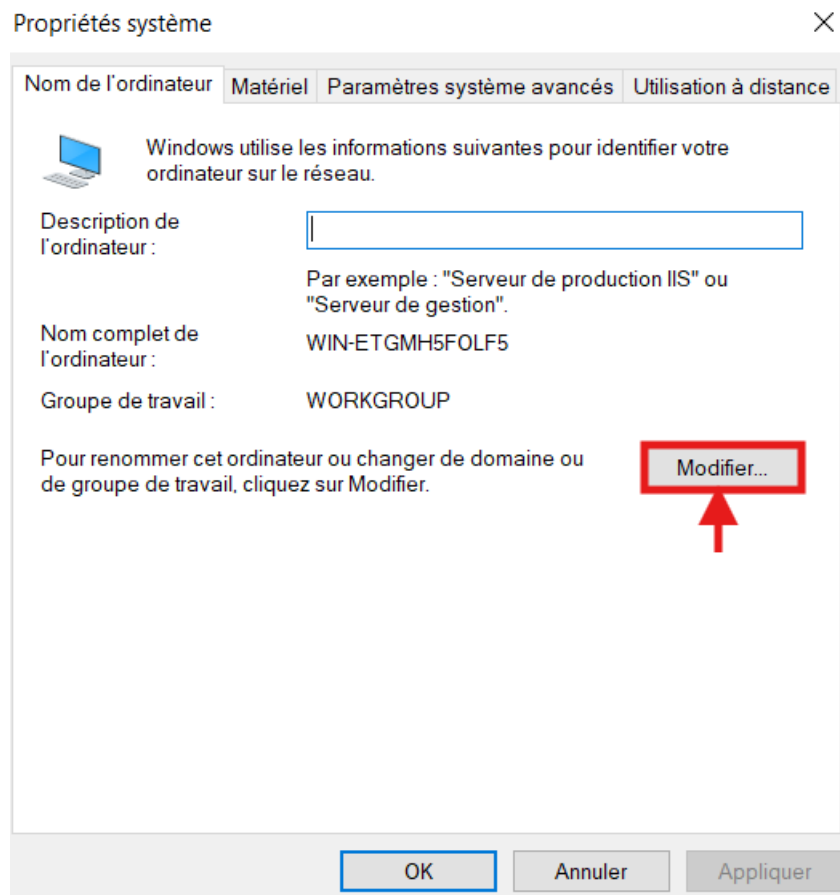 Propriétés système
Nom de l'ordinateur Matériel Paramètres système avancés Utilisation à distance
Windows utilise les informations suivantes pour identifier votre
ordinateur sur le réseau.
Description de
l'ordinateur :
Par exemple : "Serveur de production IIS" ou
"Serveur de gestion".
Nom complet de
l'ordinateur :
WIN-ETGMH5FOLF5
Groupe de travail : WORKGROUP
Pour renommer cet ordinateur ou changer de domaine ou
de groupe de travail, cliquez sur Modifier.
Modifier...
OK Annuler Appliquer